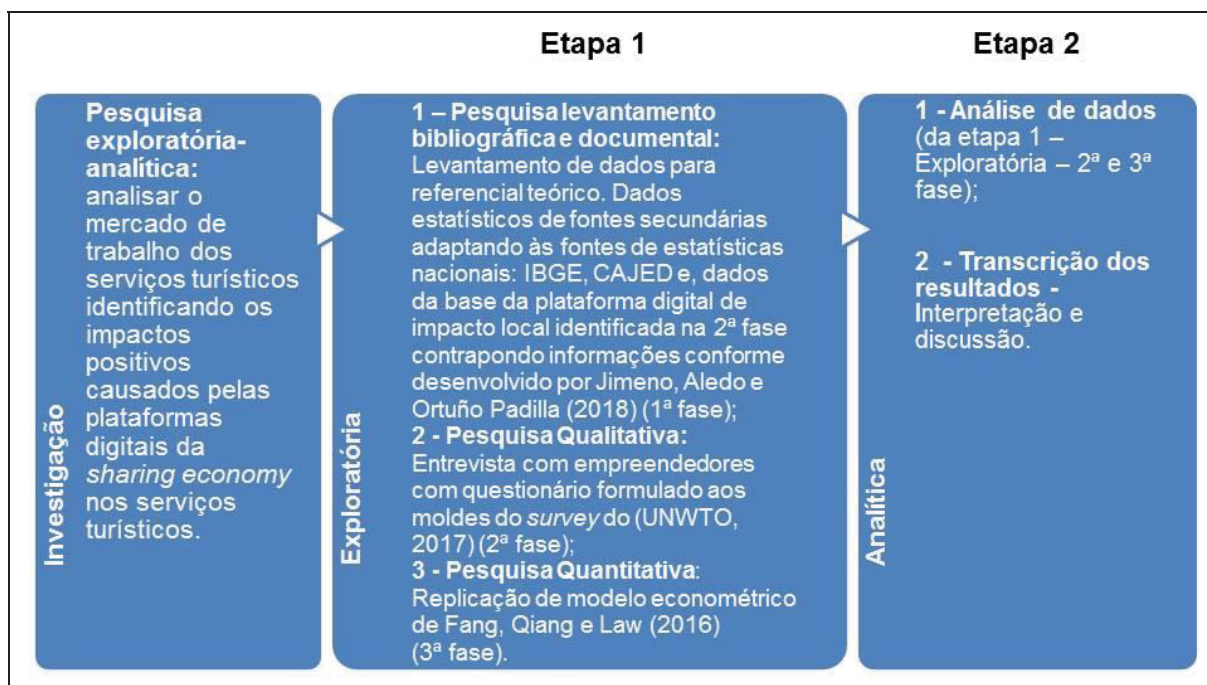 Etapa 1
Etapa 2
Investigação
Pesquisa
exploratória-
analítica:
analisar o
mercado de
trabalho dos
serviços turísticos
identificando os
impactos
positivos
causados pelas
plataformas
digitais da
sharing economy
nos serviços
turísticos.
Exploratória
1 – Pesquisa levantamento
bibliográfica e documental:
Levantamento de dados para
referencial teórico. Dados
estatísticos de fontes secundárias
adaptando às fontes de estatísticas
nacionais: IBGE, CAJED e, dados
da base da plataforma digital de
impacto local identificada na 2ª fase
contrapondo informações conforme
desenvolvido por Jimeno, Aledo e
Ortuño Padilla (2018) (1ª fase);
2 - Pesquisa Qualitativa:
Entrevista com empreendedores
com questionário formulado aos
moldes do survey do (UNWTO,
2017) (2ª fase);
3 - Pesquisa Quantitativa:
Replicação de modelo econométrico
de Fang, Qiang e Law (2016)
(3ª fase).
Analítica
1 - Análise de dados
(da etapa 1 –
Exploratória – 2ª e 3ª
fase);
2 - Transcrição dos
resultados -
Interpretação e
discussão.